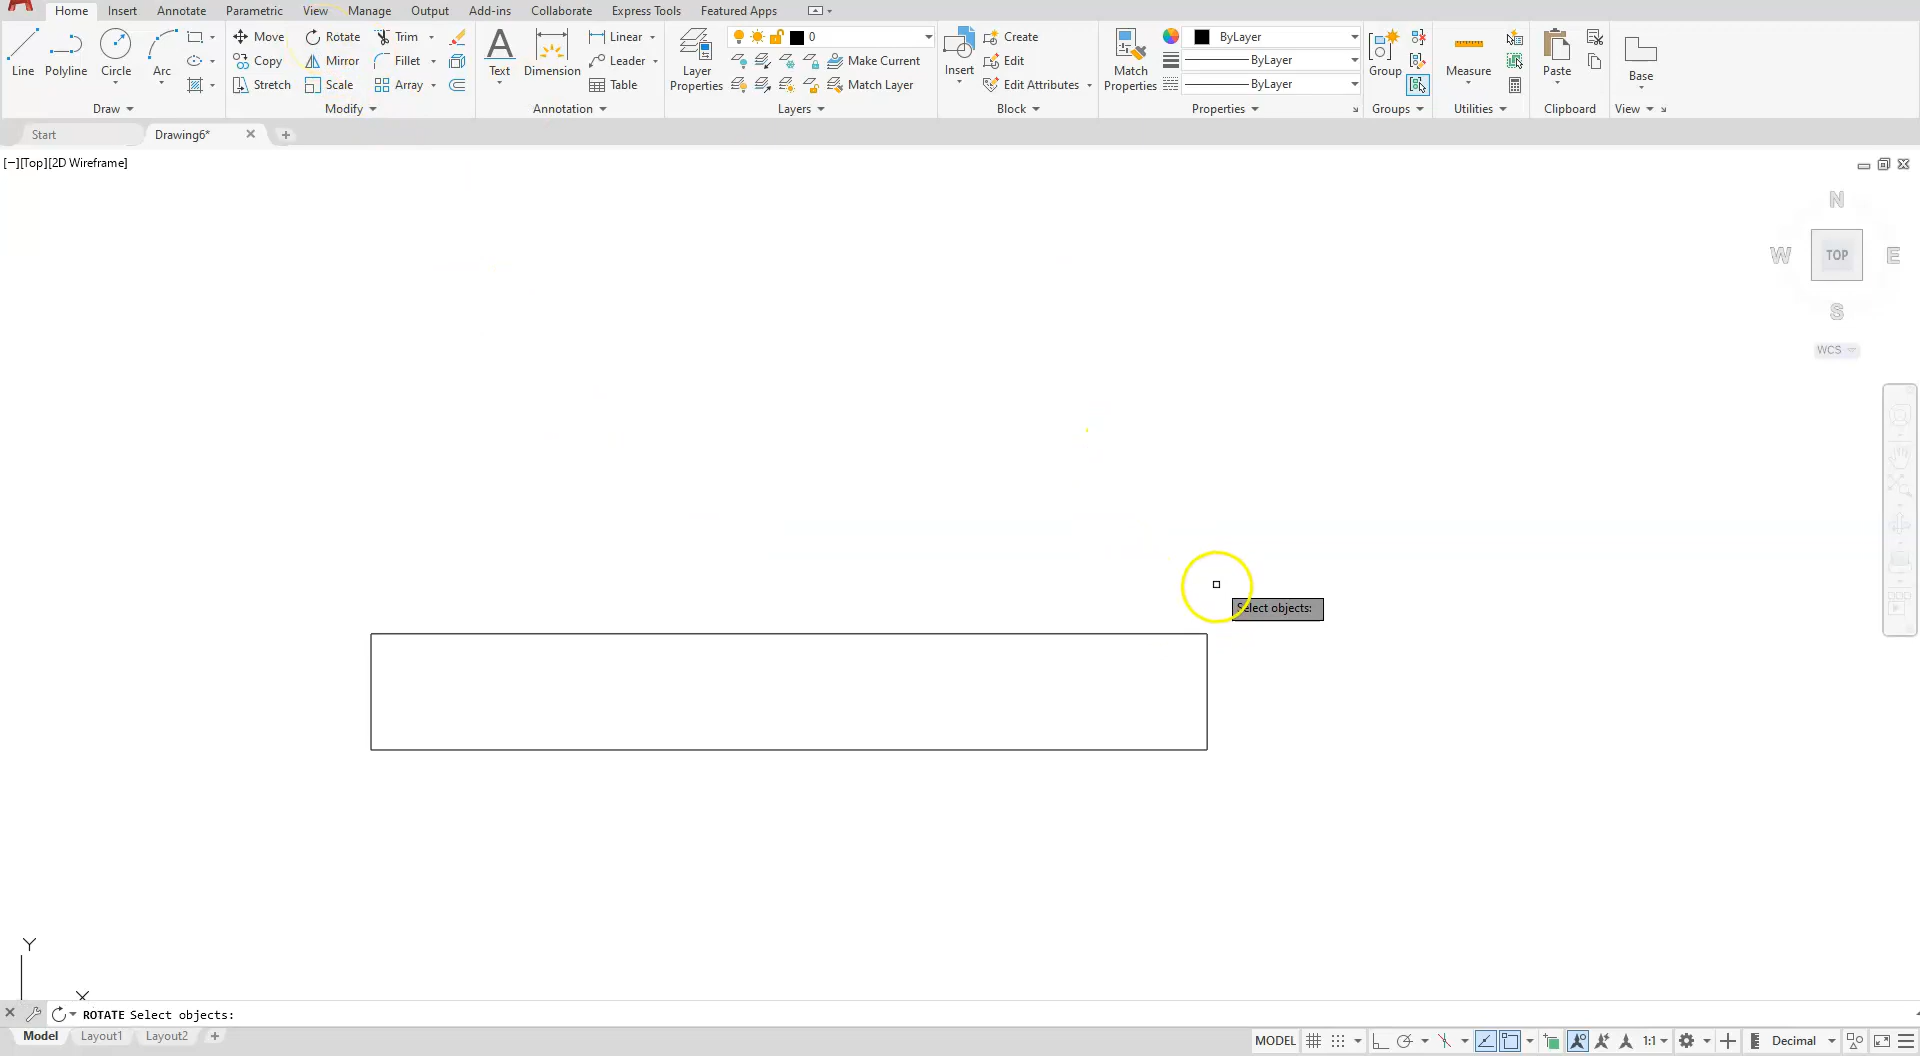 Home Insert Annotate Parametric View Manage Output Add-ins Collaborate Express Tools Featured Apps
Line Polyline Circle Arc
Move Rotate Trim
Copy Mirror Fillet
Stretch Scale Array
Text Dimension
Linear
Leader
Table
Layer Properties
0
Make Current
Match Layer
Insert
Create
Edit
Edit Attributes
Match Properties
ByLayer
ByLayer
ByLayer
Group
Measure
Paste
Base
Draw Modify Annotation Layers Block Properties Groups Utilities Clipboard View
Start Drawing6*
[−][Top][2D Wireframe]
N
W TOP E
S
WCS
Select objects:
Y
X
ROTATE Select objects:
Model Layout1 Layout2
MODEL 1:1 Decimal